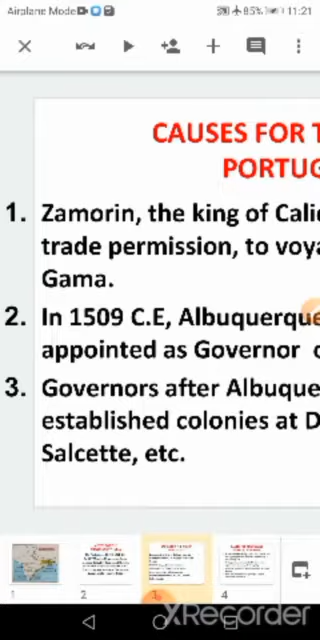 Airplane Mode 85% 11:21
CAUSES FOR T
PORTUG
1. Zamorin, the king of Calic
trade permission, to voya
Gama.
2. In 1509 C.E, Albuquerque
appointed as Governor o
3. Governors after Albuque
established colonies at D
Salcette, etc.
1 2 3 4
XRecorder